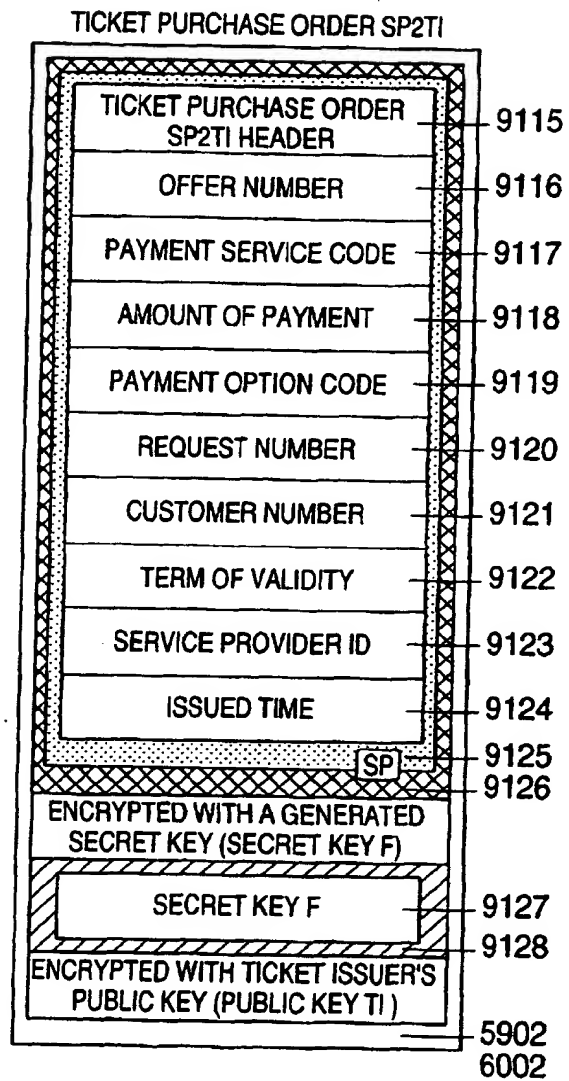 TICKET PURCHASE ORDER SP2TI
TICKET PURCHASE ORDER
SP2TI HEADER
9115
OFFER NUMBER
9116
PAYMENT SERVICE CODE
9117
AMOUNT OF PAYMENT
9118
PAYMENT OPTION CODE
9119
REQUEST NUMBER
9120
CUSTOMER NUMBER
9121
TERM OF VALIDITY
9122
SERVICE PROVIDER ID
9123
ISSUED TIME
9124
SP
9125
9126
ENCRYPTED WITH A GENERATED
SECRET KEY (SECRET KEY F)
SECRET KEY F
9127
9128
ENCRYPTED WITH TICKET ISSUER'S
PUBLIC KEY (PUBLIC KEY TI )
5902
6002